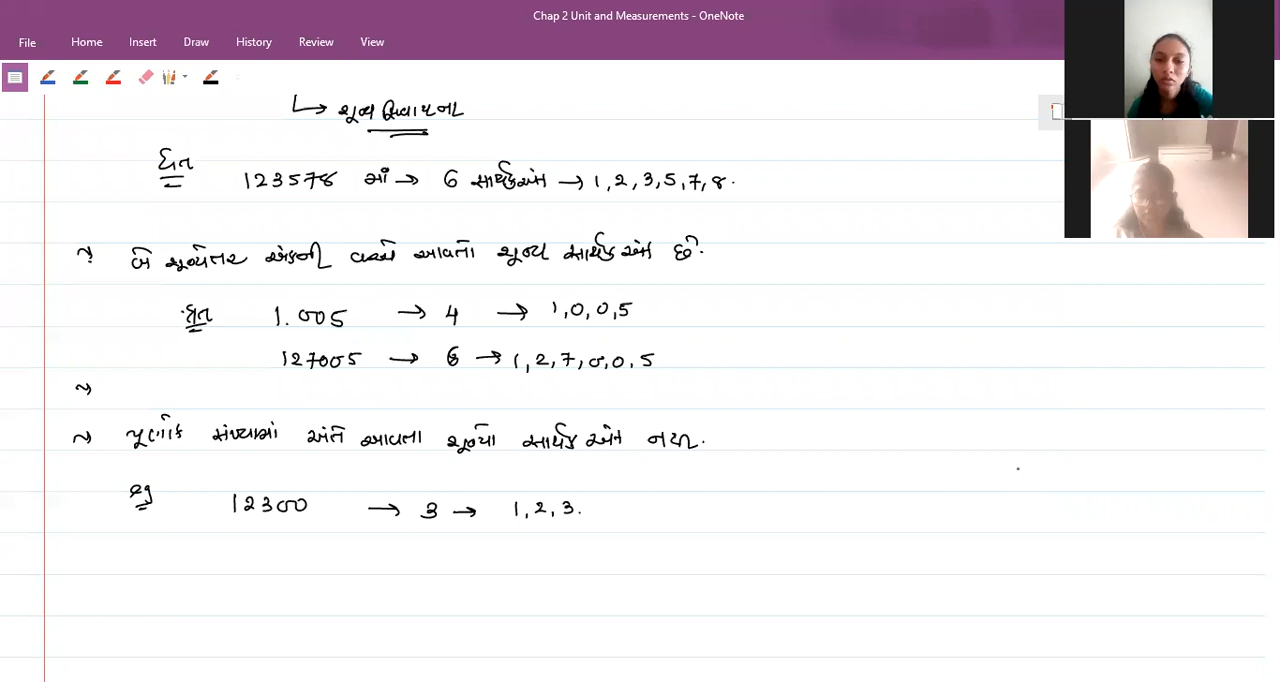 Chap 2 Unit and Measurements - OneNote
File Home Insert Draw History Review View
↳ શૂન્ય સિવાયના
દા.ત 123578 માં → 6 સાર્થક અંક → 1, 2, 3, 5, 7, 8.
~ બે શૂન્યેતર અંકની વચ્ચે આવતા શૂન્ય સાર્થક અંક છે.
દા.ત 1.005 → 4 → 1, 0, 0, 5
127005 → 6 → 1, 2, 7, 0, 0, 5
~
~ પૂર્ણાંક સંખ્યામાં અંતે આવતા શૂન્યો સાર્થક અંક નથી.
eg 12300 → 3 → 1, 2, 3.